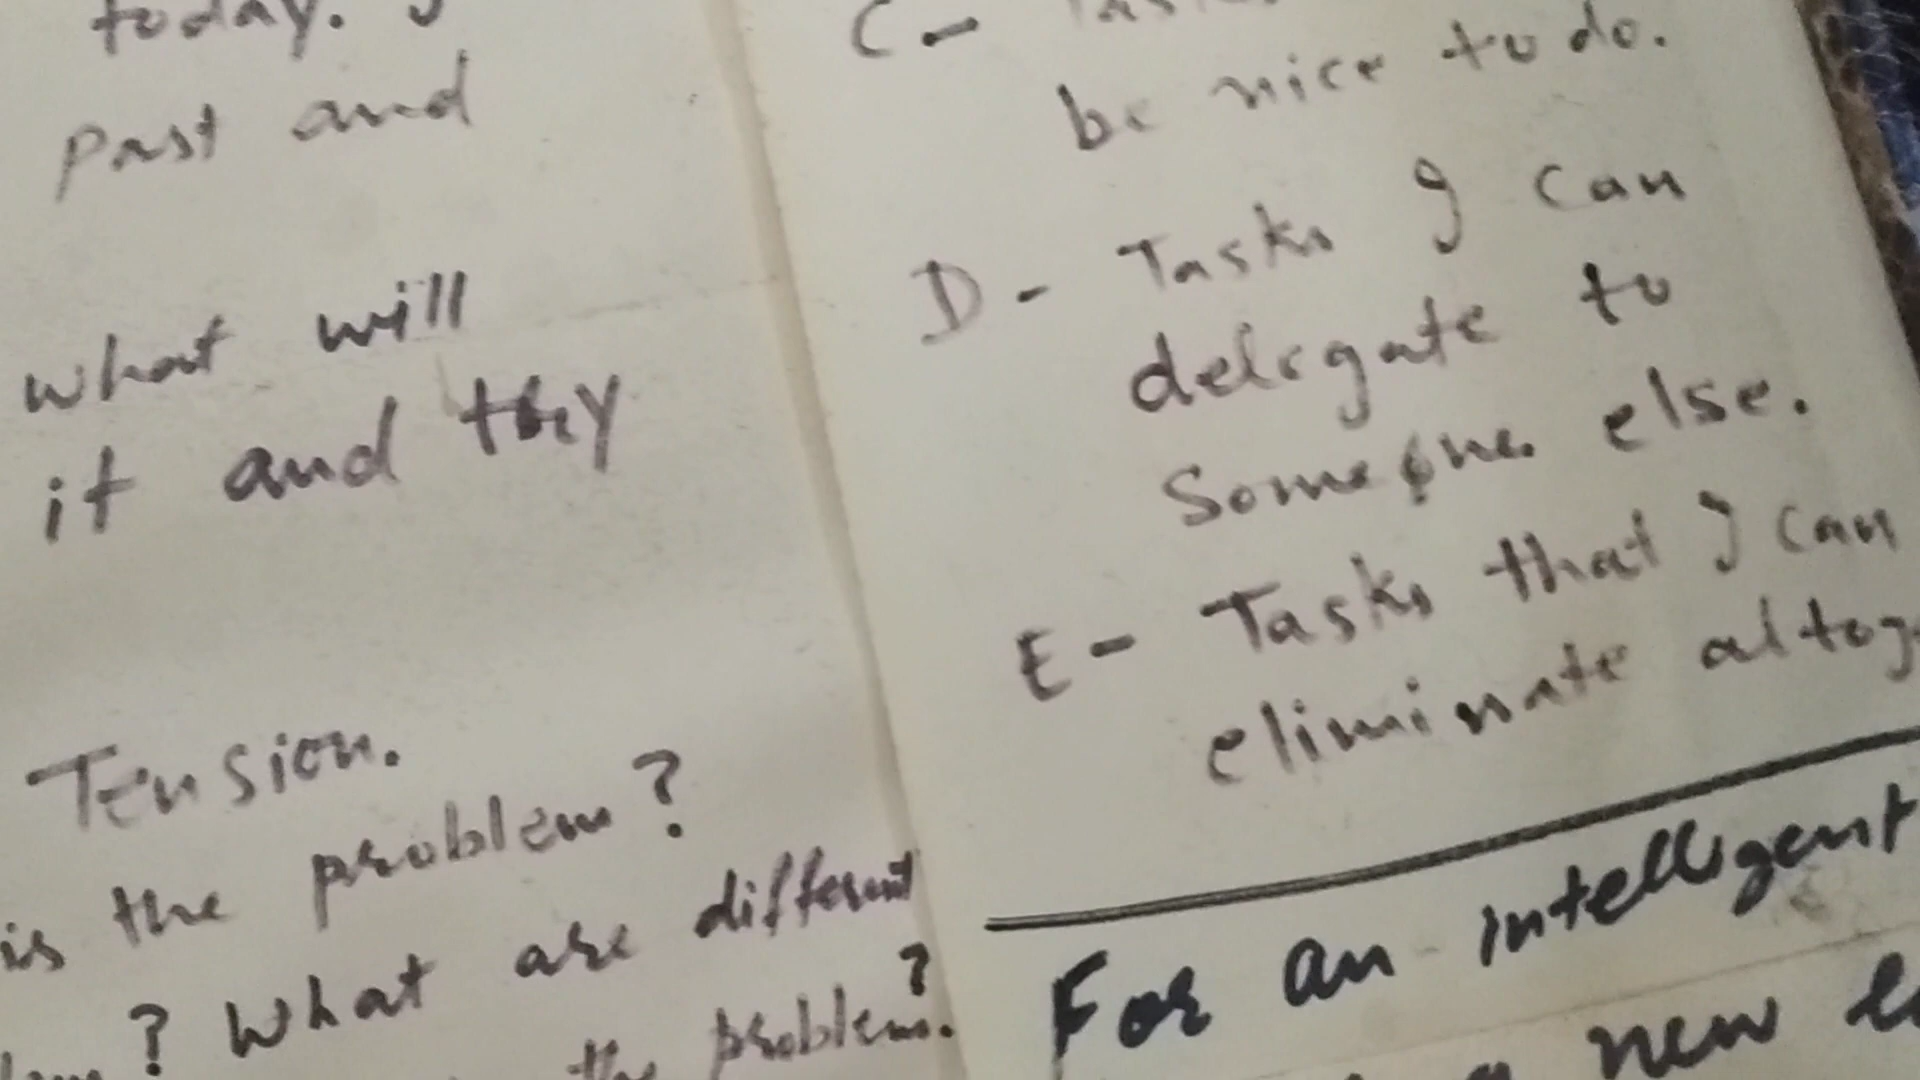 today. J
past and
what will
it and they
Tension.
is the problem?
? What are different
the problem.?
C-
be nice to do.
D- Tasks I can
delegate to
Someone else.
E- Tasks that I can
eliminate altog
For an intelligent
new